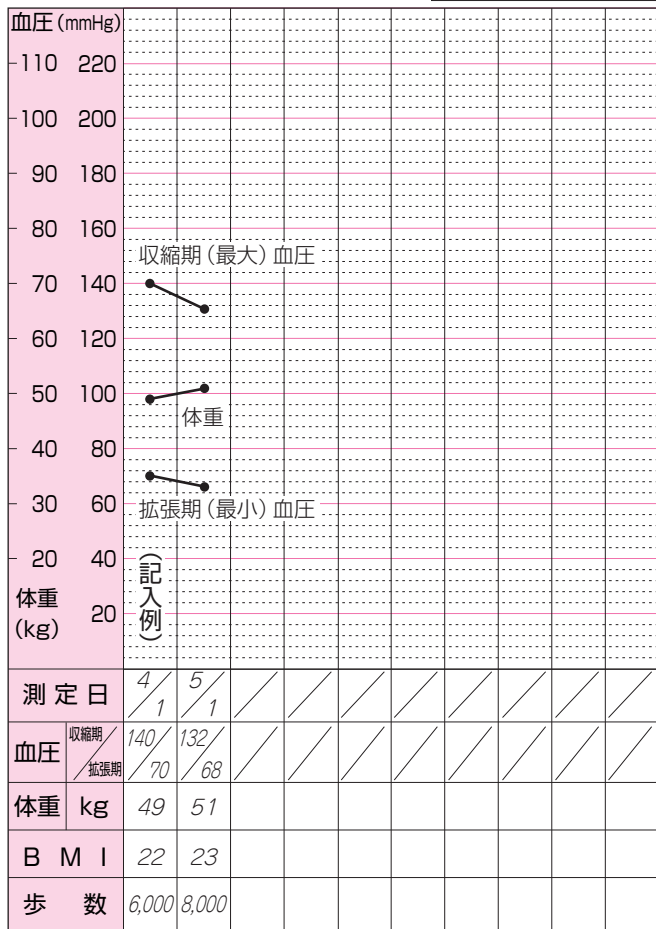 血圧(mmHg)
110 220
100 200
90 180
80 160
収縮期(最大)血圧
70 140
60 120
50 100
体重
40 80
30 60
拡張期(最小)血圧
20 40
(記入例)
体重
(kg)
20
測定日 4/1 5/1 / / / / / / / /
血圧 収縮期/拡張期 140/70 132/68 / / / / / / / /
体重 kg 49 51
BMI 22 23
歩数 6,000 8,000